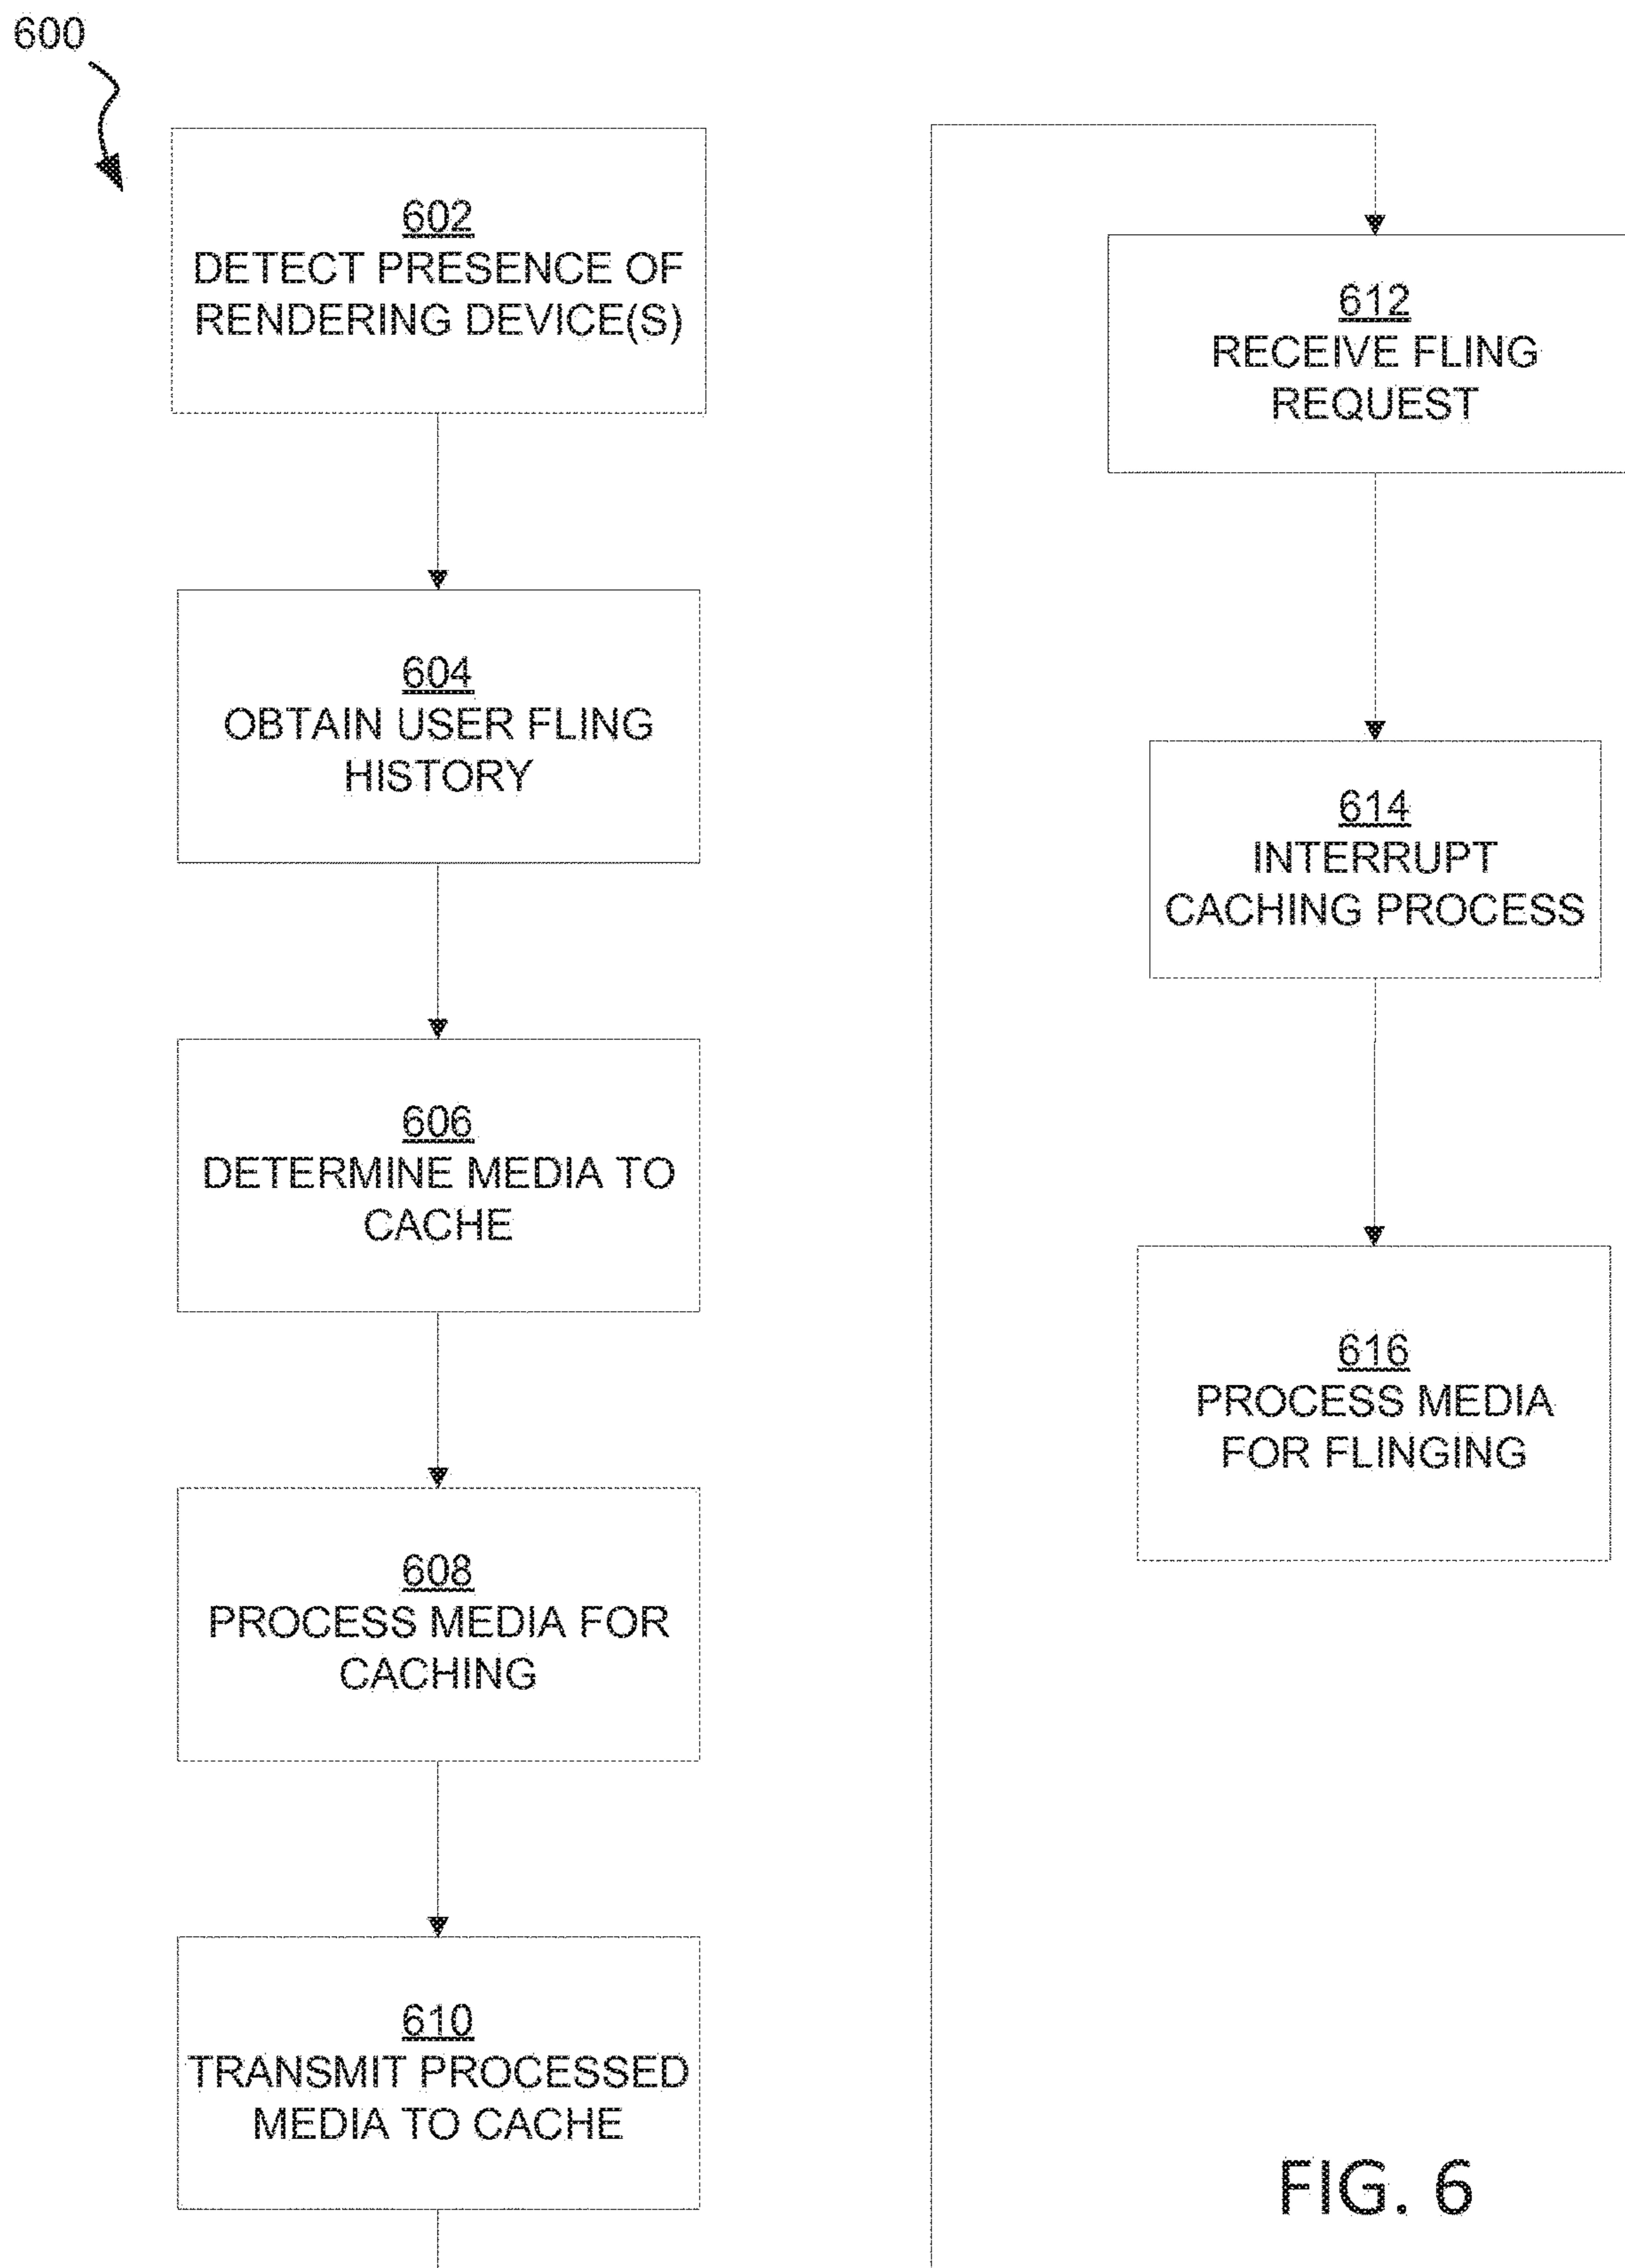 600
602
DETECT PRESENCE OF
RENDERING DEVICE(S)
604
OBTAIN USER FLING
HISTORY
606
DETERMINE MEDIA TO
CACHE
608
PROCESS MEDIA FOR
CACHING
610
TRANSMIT PROCESSED
MEDIA TO CACHE
612
RECEIVE FLING
REQUEST
614
INTERRUPT
CACHING PROCESS
616
PROCESS MEDIA
FOR FLINGING
FIG. 6